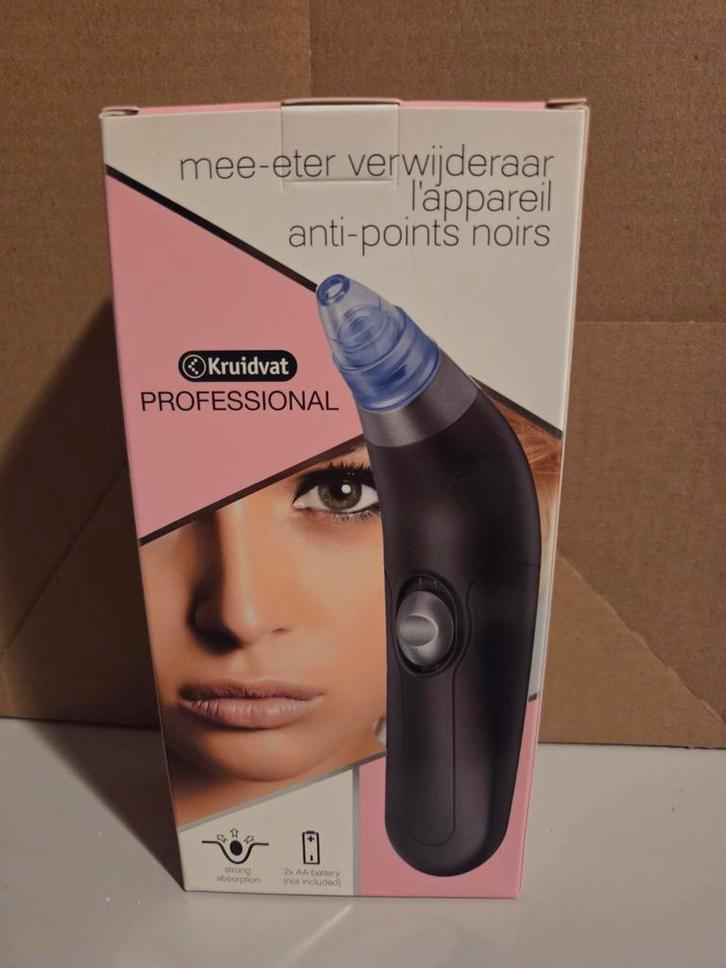 mee-eter verwijderaar
l'appareil
anti-points noirs
Kruidvat
PROFESSIONAL
strong
absorption
2x AA battery
(not included)